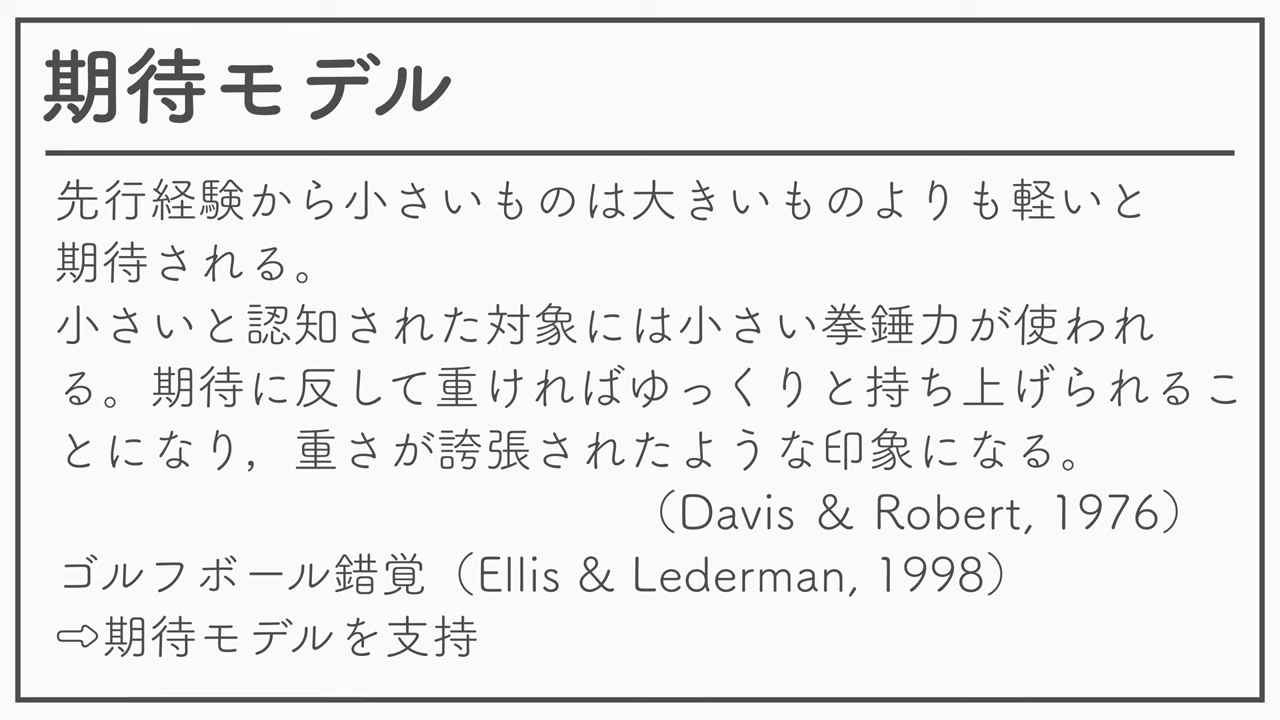 期待モデル
先行経験から小さいものは大きいものよりも軽いと
期待される。
小さいと認知された対象には小さい拳錘力が使われ
る。期待に反して重ければゆっくりと持ち上げられるこ
とになり，重さが誇張されたような印象になる。
（Davis & Robert, 1976）
ゴルフボール錯覚（Ellis & Lederman, 1998）
⇨期待モデルを支持